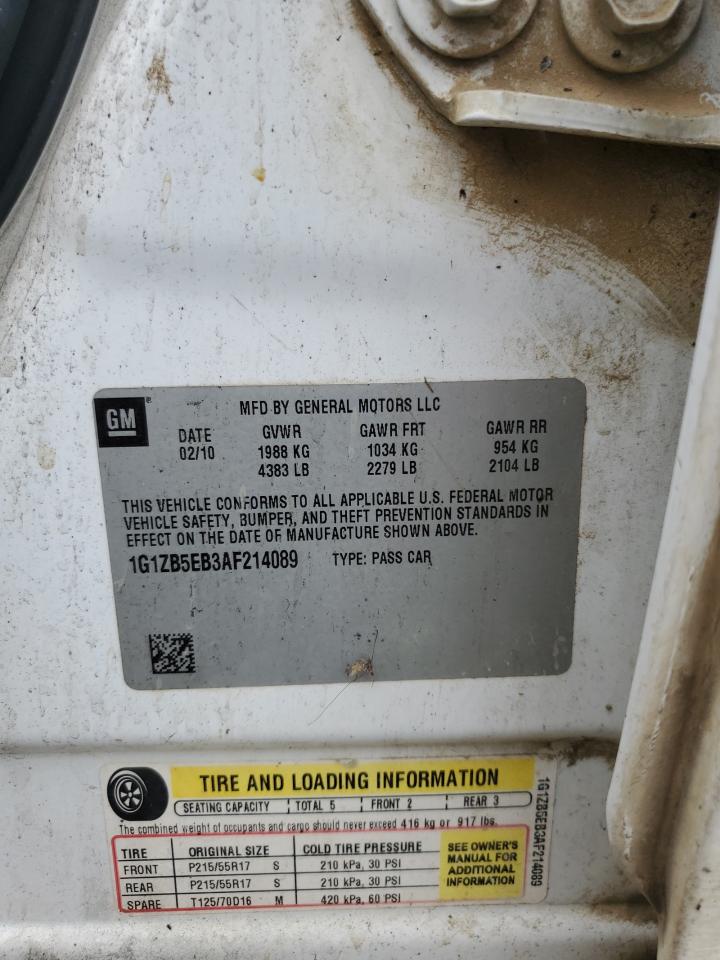 GM ® MFD BY GENERAL MOTORS LLC
DATE GVWR GAWR FRT GAWR RR
02/10 1988 KG 1034 KG 954 KG
4383 LB 2279 LB 2104 LB
THIS VEHICLE CONFORMS TO ALL APPLICABLE U.S. FEDERAL MOTOR
VEHICLE SAFETY, BUMPER, AND THEFT PREVENTION STANDARDS IN
EFFECT ON THE DATE OF MANUFACTURE SHOWN ABOVE.
1G1ZB5EB3AF214089 TYPE: PASS CAR
TIRE AND LOADING INFORMATION
SEATING CAPACITY TOTAL 5 FRONT 2 REAR 3
The combined weight of occupants and cargo should never exceed 416 kg or 917 lbs.
TIRE ORIGINAL SIZE COLD TIRE PRESSURE
FRONT P215/55R17 S 210 kPa, 30 PSI
REAR P215/55R17 S 210 kPa, 30 PSI
SPARE T125/70D16 M 420 kPa, 60 PSI
SEE OWNER'S
MANUAL FOR
ADDITIONAL
INFORMATION
1G1ZB5EB3AF214089